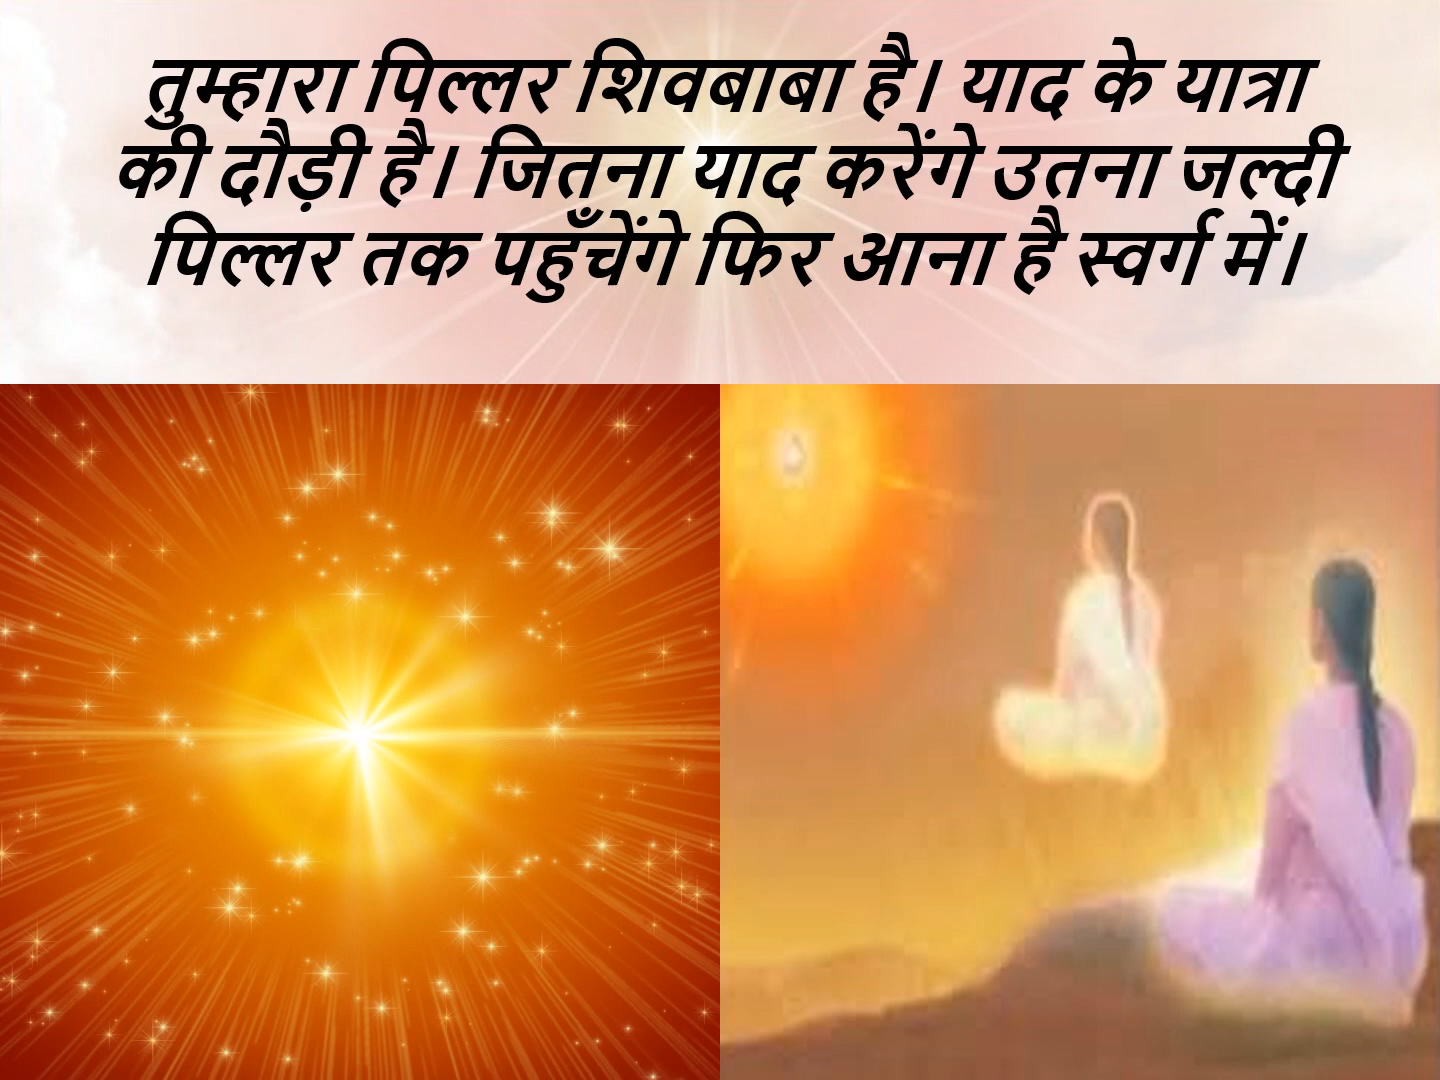 तुम्हारा पिल्लर शिवबाबा है। याद के यात्रा
की दौड़ी है। जितना याद करेंगे उतना जल्दी
पिल्लर तक पहुँचेंगे फिर आना है स्वर्ग में।